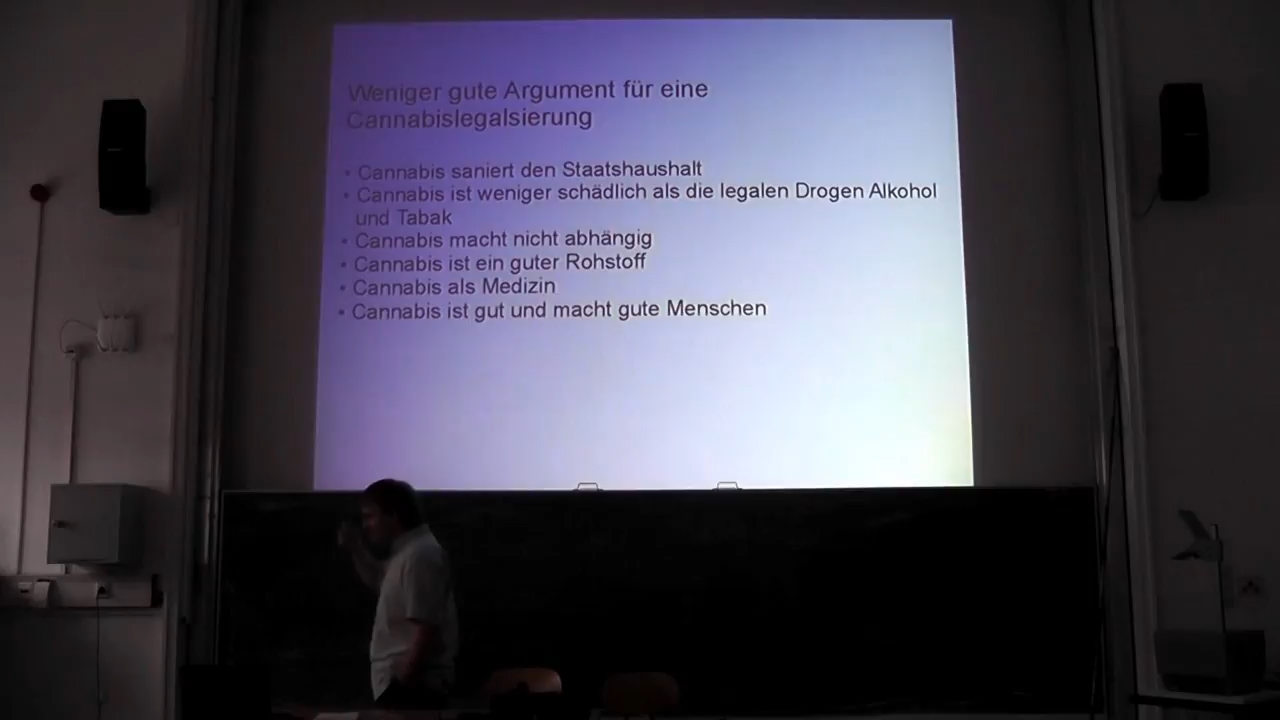 Weniger gute Argument für eine
Cannabislegalsierung
• Cannabis saniert den Staatshaushalt
• Cannabis ist weniger schädlich als die legalen Drogen Alkohol
und Tabak
• Cannabis macht nicht abhängig
• Cannabis ist ein guter Rohstoff
• Cannabis als Medizin
• Cannabis ist gut und macht gute Menschen